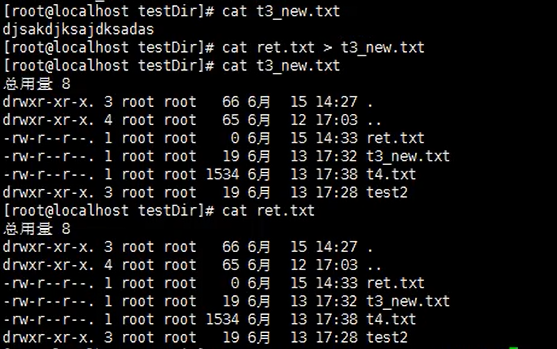 [root@localhost testDir]# cat t3_new.txt
djsakdjksajdksadas
[root@localhost testDir]# cat ret.txt > t3_new.txt
[root@localhost testDir]# cat t3_new.txt
总用量 8
drwxr-xr-x. 3 root root   66 6月  15 14:27 .
drwxr-xr-x. 4 root root   65 6月  12 17:03 ..
-rw-r--r--. 1 root root    0 6月  15 14:33 ret.txt
-rw-r--r--. 1 root root   19 6月  13 17:32 t3_new.txt
-rw-r--r--. 1 root root 1534 6月  13 17:38 t4.txt
drwxr-xr-x. 3 root root   19 6月  13 17:28 test2
[root@localhost testDir]# cat ret.txt
总用量 8
drwxr-xr-x. 3 root root   66 6月  15 14:27 .
drwxr-xr-x. 4 root root   65 6月  12 17:03 ..
-rw-r--r--. 1 root root    0 6月  15 14:33 ret.txt
-rw-r--r--. 1 root root   19 6月  13 17:32 t3_new.txt
-rw-r--r--. 1 root root 1534 6月  13 17:38 t4.txt
drwxr-xr-x. 3 root root   19 6月  13 17:28 test2